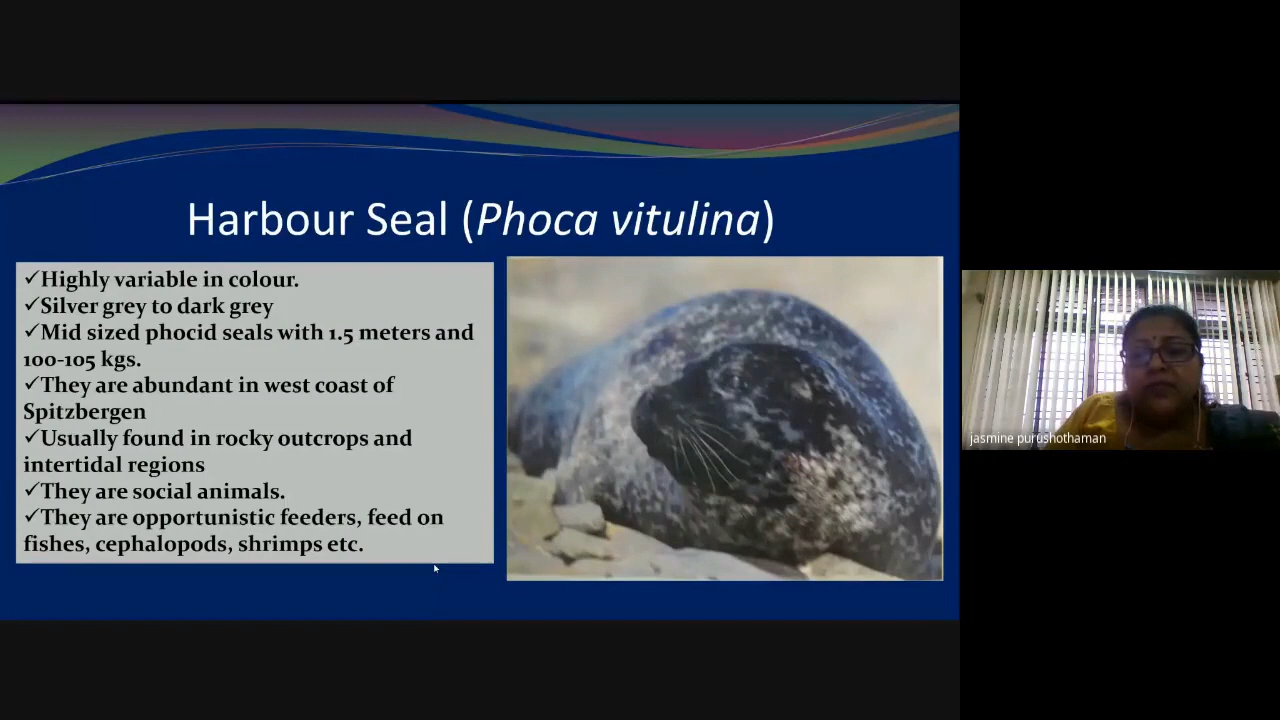 Harbour Seal (Phoca vitulina)
✓Highly variable in colour.
✓Silver grey to dark grey
✓Mid sized phocid seals with 1.5 meters and
100-105 kgs.
✓They are abundant in west coast of
Spitzbergen
✓Usually found in rocky outcrops and
intertidal regions
✓They are social animals.
✓They are opportunistic feeders, feed on
fishes, cephalopods, shrimps etc.
jasmine purushothaman